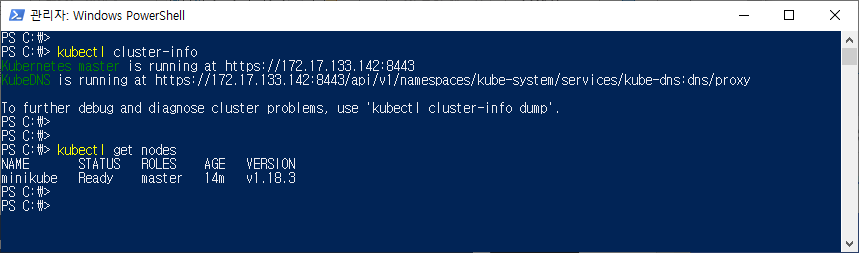 관리자: Windows PowerShell
PS C:₩>
PS C:₩> kubectl cluster-info
Kubernetes master is running at https://172.17.133.142:8443
KubeDNS is running at https://172.17.133.142:8443/api/v1/namespaces/kube-system/services/kube-dns:dns/proxy
To further debug and diagnose cluster problems, use 'kubectl cluster-info dump'.
PS C:₩>
PS C:₩>
PS C:₩> kubectl get nodes
NAME STATUS ROLES AGE VERSION
minikube Ready master 14m v1.18.3
PS C:₩>
PS C:₩>